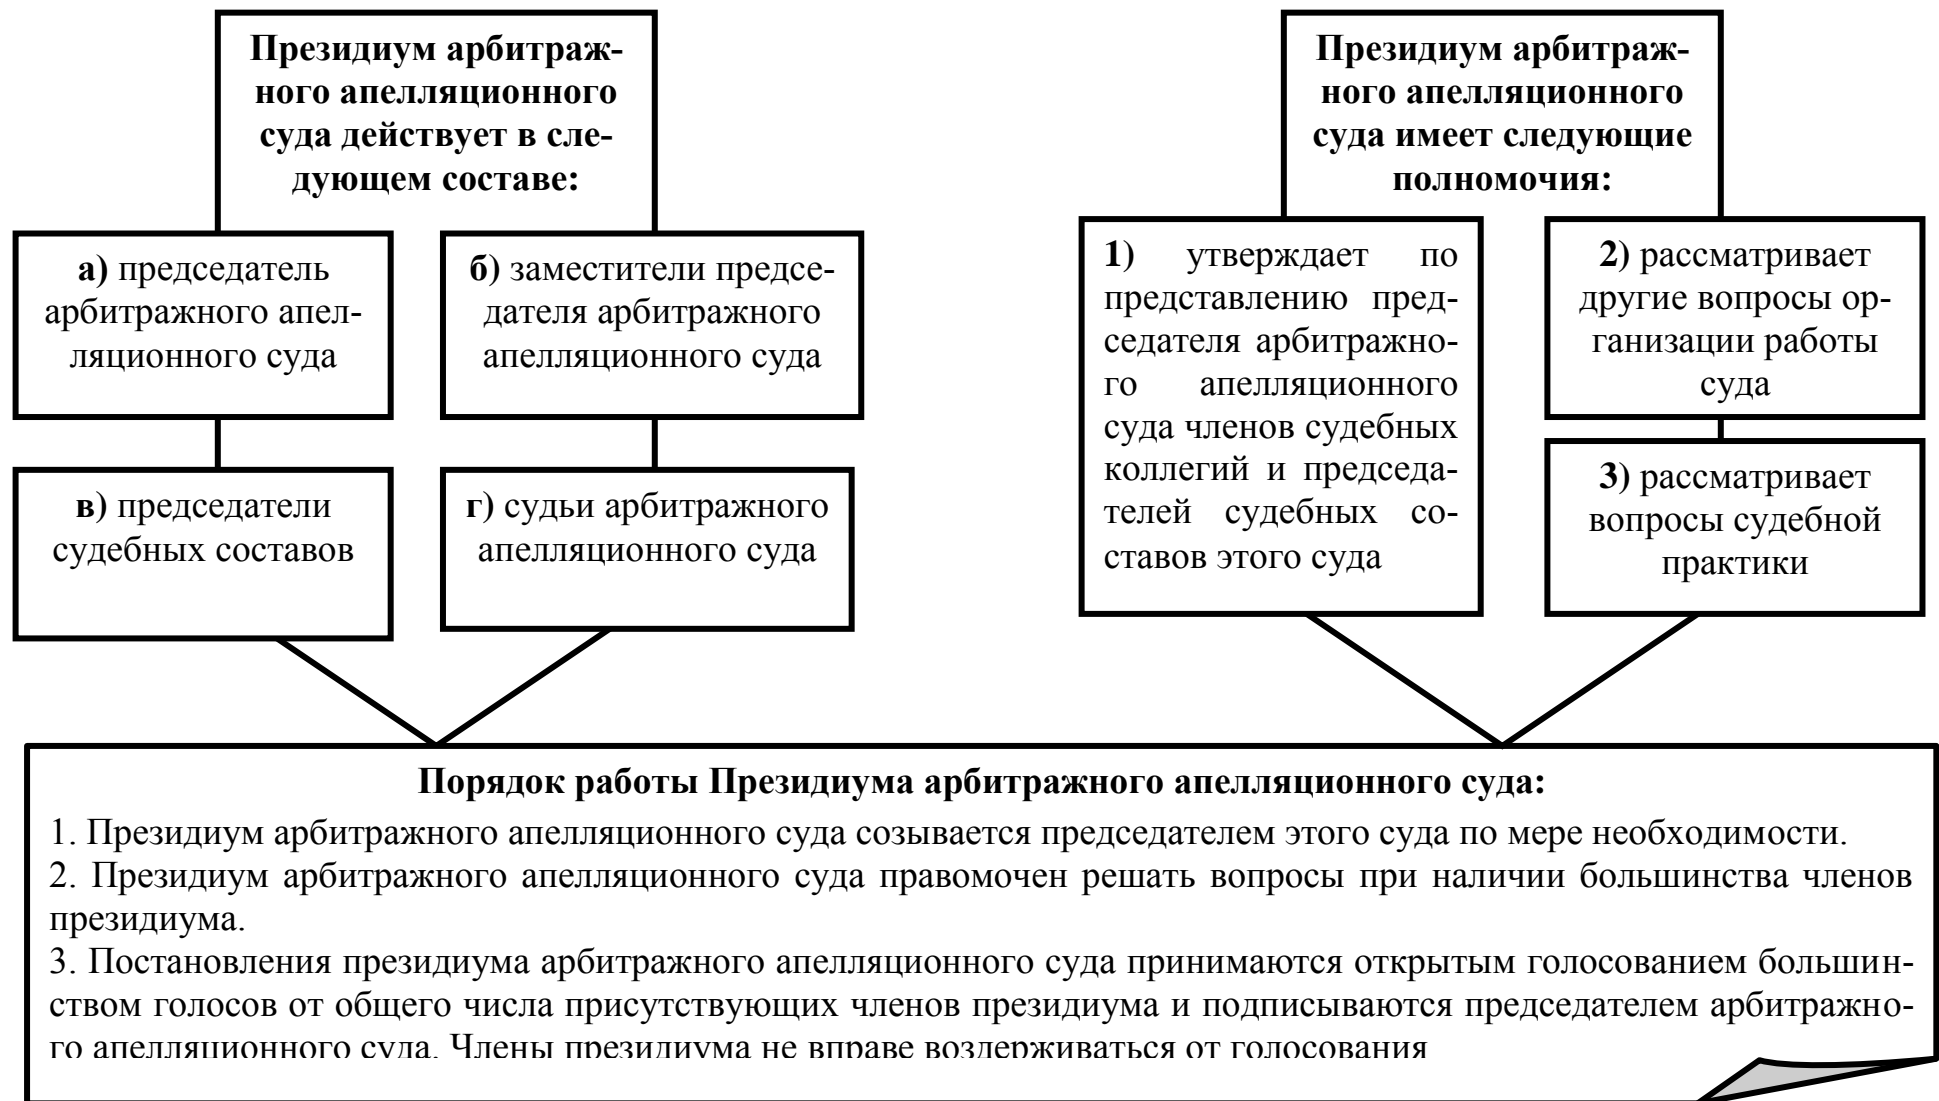 Президиум арбитраж-
ного апелляционного
суда действует в сле-
дующем составе:
а) председатель
арбитражного апел-
ляционного суда
б) заместители предсе-
дателя арбитражного
апелляционного суда
в) председатели
судебных составов
г) судьи арбитражного
апелляционного суда
Президиум арбитраж-
ного апелляционного
суда имеет следующие
полномочия:
1) утверждает по
представлению пред-
седателя арбитражно-
го апелляционного
суда членов судебных
коллегий и председа-
телей судебных со-
ставов этого суда
2) рассматривает
другие вопросы ор-
ганизации работы
суда
3) рассматривает
вопросы судебной
практики
Порядок работы Президиума арбитражного апелляционного суда:
1. Президиум арбитражного апелляционного суда созывается председателем этого суда по мере необходимости.
2. Президиум арбитражного апелляционного суда правомочен решать вопросы при наличии большинства членов
президиума.
3. Постановления президиума арбитражного апелляционного суда принимаются открытым голосованием большин-
ством голосов от общего числа присутствующих членов президиума и подписываются председателем арбитражно-
го апелляционного суда. Члены президиума не вправе воздерживаться от голосования